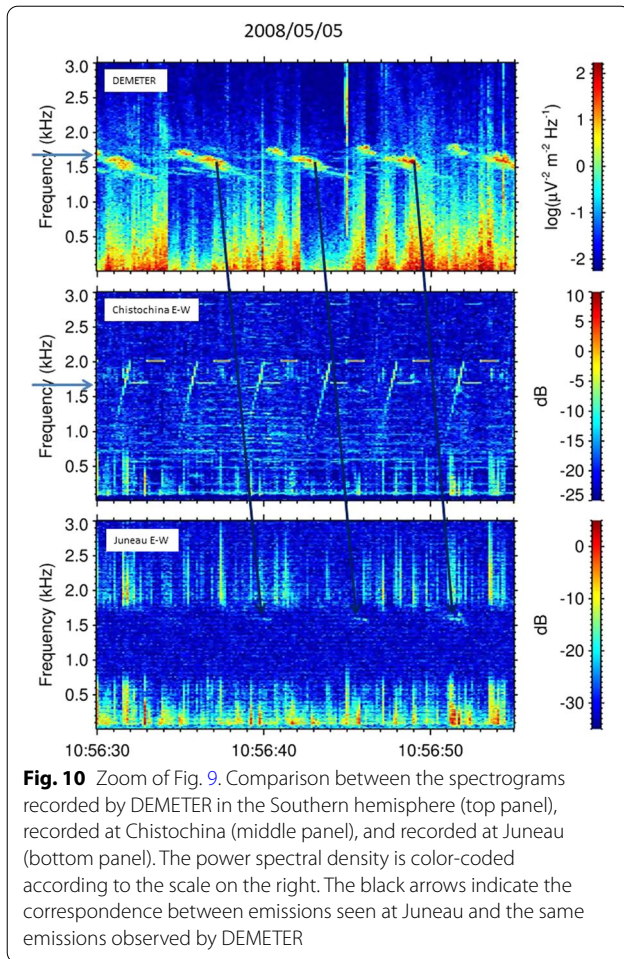 2008/05/05
3.0
2.5
2.0
1.5
1.0
0.5
Frequency (kHz)
DEMETER
2
1
0
-1
-2
log(μV⁻² m⁻² Hz⁻¹)
3.0
2.5
2.0
1.5
1.0
0.5
Frequency (kHz)
Chistochina E-W
10
5
0
-5
-10
-15
-20
-25
dB
3.0
2.5
2.0
1.5
1.0
0.5
Frequency (kHz)
Juneau E-W
0
-10
-20
-30
dB
10:56:30
10:56:40
10:56:50
Fig. 10 Zoom of Fig. 9. Comparison between the spectrograms
recorded by DEMETER in the Southern hemisphere (top panel),
recorded at Chistochina (middle panel), and recorded at Juneau
(bottom panel). The power spectral density is color-coded
according to the scale on the right. The black arrows indicate the
correspondence between emissions seen at Juneau and the same
emissions observed by DEMETER